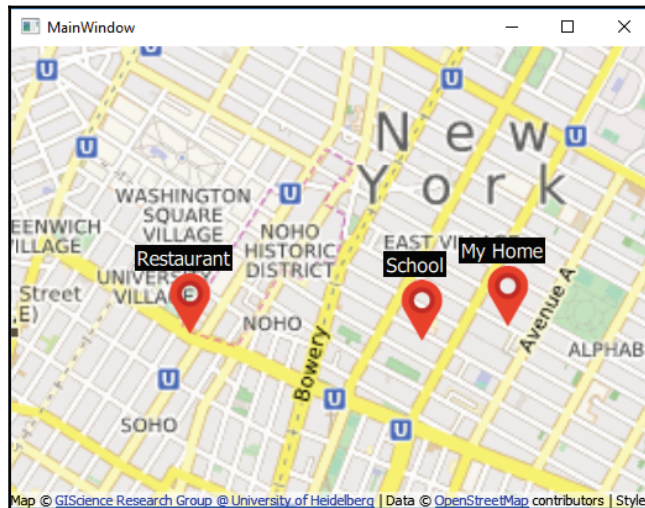 MainWindow
U
U
U
U
New
York
U
WASHINGTON
SQUARE
VILLAGE
U
NOHO
HISTORIC
DISTRICT
EENWICH
VILLAGE
EAST VILLAGE
My Home
Restaurant
School
UNIVERSITY
VILLAGE
Street
E)
Avenue A
NOHO
ALPHAB
Bowery
U
U
SOHO
U
Map © GIScience Research Group @ University of Heidelberg | Data © OpenStreetMap contributors | Style